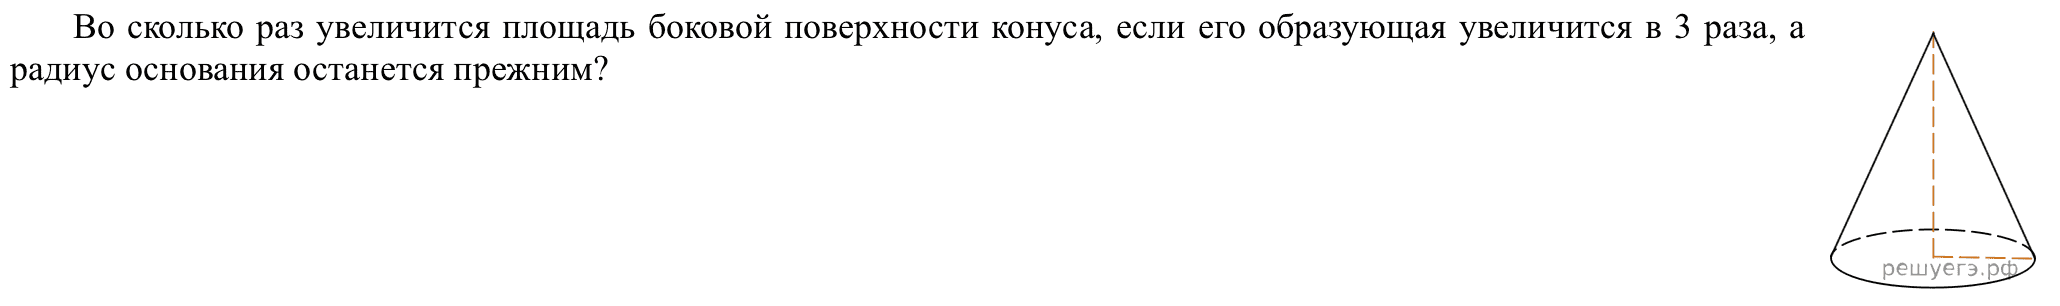 Во сколько раз увеличится площадь боковой поверхности конуса, если его образующая увеличится в 3 раза, а
радиус основания останется прежним?
решуегэ.рф